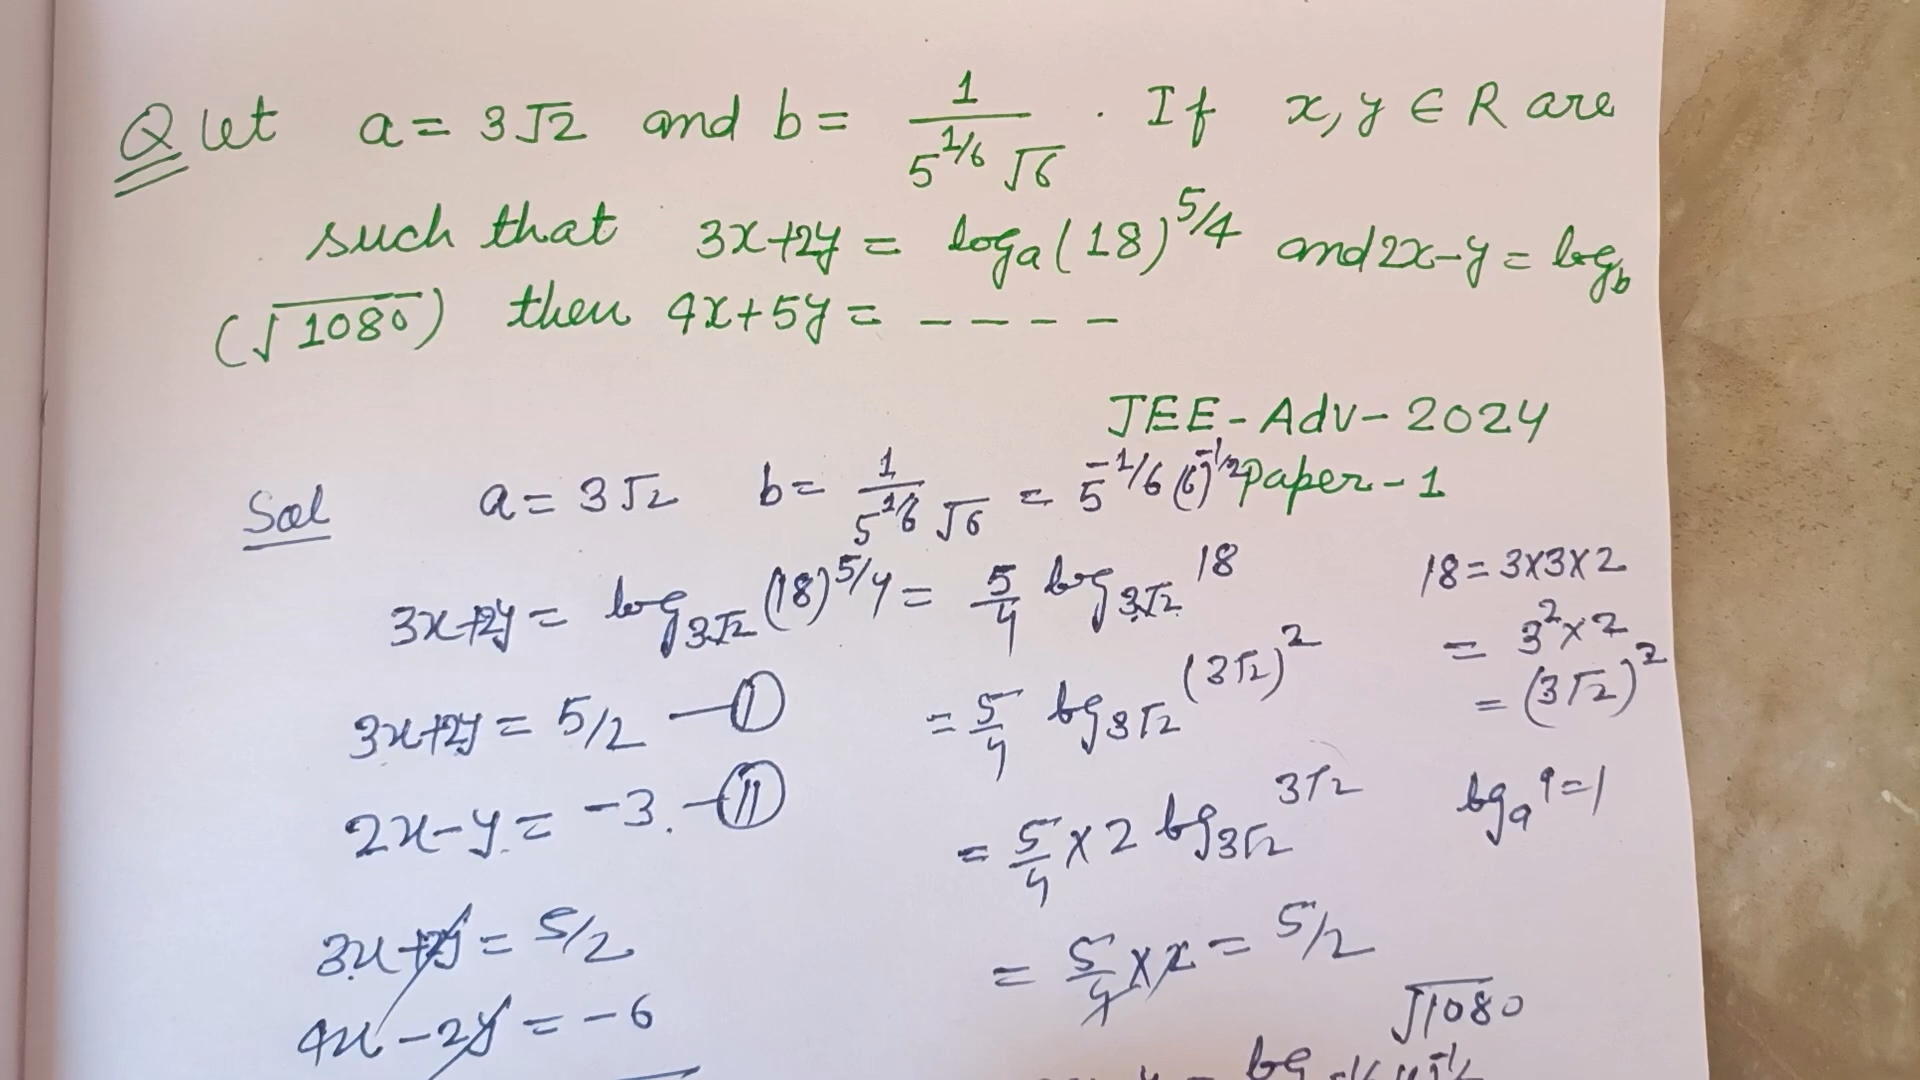 Q Let a = 3√2 and b = 1/(5^(1/6) √6) . If x, y ∈ R are
such that 3x+2y = log_a (18)^(5/4) and 2x-y = log_b
(√1080) then 4x+5y = - - - -
JEE-Adv-2024
Paper-1
Sol a = 3√2 b = 1/(5^(1/6) √6) = 5^(-1/6) (6)^(-1/2)
3x+2y = log_(3√2) (18)^(5/4) = 5/4 log_(3√2) 18
18 = 3×3×2
= 3^2×2
= (3√2)^2
3x+2y = 5/2 — (I)
= 5/4 log_(3√2) (3√2)^2
2x-y = -3. — (II)
= 5/4 × 2 log_(3√2) 3√2
log_a a = 1
3x+2y = 5/2
= 5/4 × 2 = 5/2
4x-2y = -6
√1080